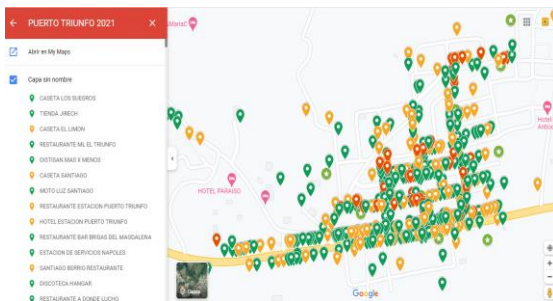 PUERTO TRIUNFO 2021
Abrir en My Maps
Capa sin nombre
CASETA LOS SUEGROS
TIENDA JIRECH
CASETA EL LIMON
RESTAURANTE ML EL TRIUNFO
DISTIBAN MAS X MENOS
CASETA SANTIAGO
MOTO LUZ SANTIAGO
RESTAURANTE ESTACION PUERTO TRIUNFO
HOTEL ESTACION PUERTO TRIUNFO
RESTAURANTE BAR BRISAS DEL MAGDALENA
ESTACION DE SERVICIOS NAPOLES
SANTIAGO BERRIO RESTAURANTE
DISCOTECA HANGAR
RESTAURANTE A DONDE LUCHO
HOTEL PARAISO
Hotel
Google